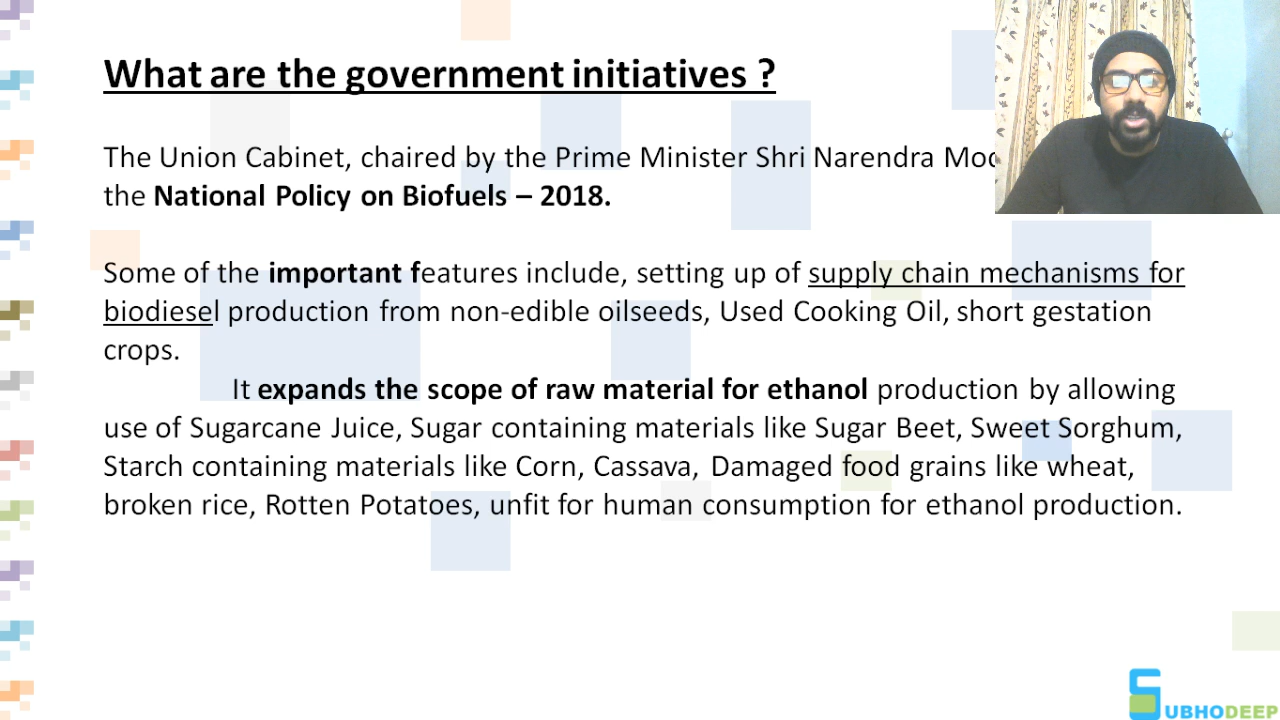 What are the government initiatives ?
The Union Cabinet, chaired by the Prime Minister Shri Narendra
the National Policy on Biofuels – 2018.
Some of the important features include, setting up of supply chain mechanisms for
biodiesel production from non-edible oilseeds, Used Cooking Oil, short gestation
crops.
It expands the scope of raw material for ethanol production by allowing
use of Sugarcane Juice, Sugar containing materials like Sugar Beet, Sweet Sorghum,
Starch containing materials like Corn, Cassava, Damaged food grains like wheat,
broken rice, Rotten Potatoes, unfit for human consumption for ethanol production.
SUBHODEEP